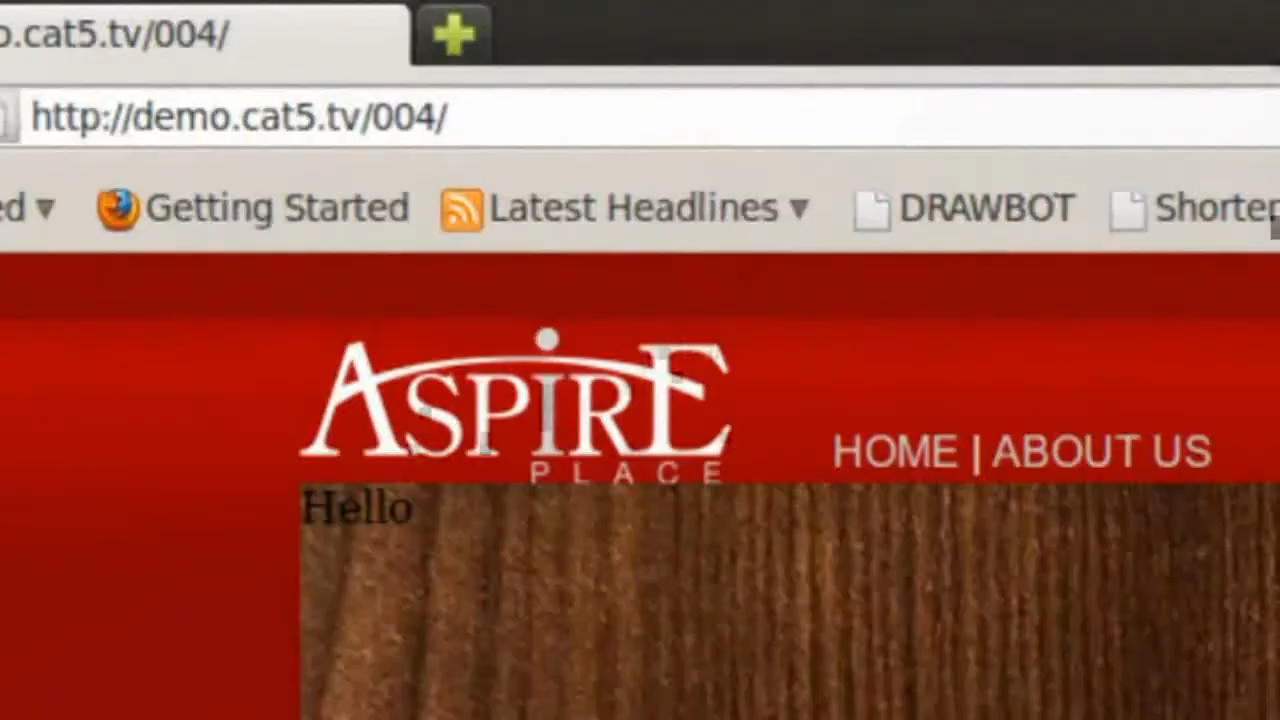 o.cat5.tv/004/
http://demo.cat5.tv/004/
ed Getting Started Latest Headlines DRAWBOT Shorten
ASPIRE
PLACE
HOME | ABOUT US
Hello